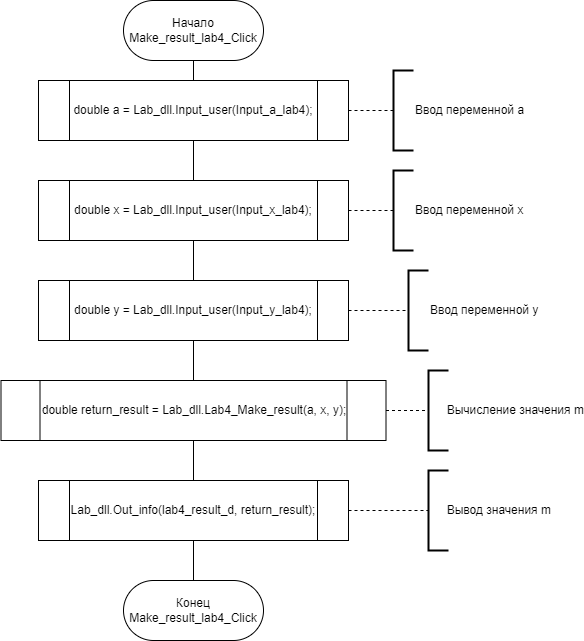 Начало
Make_result_lab4_Click
double a = Lab_dll.Input_user(Input_a_lab4);
Ввод переменной a
double x = Lab_dll.Input_user(Input_x_lab4);
Ввод переменной x
double y = Lab_dll.Input_user(Input_y_lab4);
Ввод переменной y
double return_result = Lab_dll.Lab4_Make_result(a, x, y);
Вычисление значения m
Lab_dll.Out_info(lab4_result_d, return_result);
Вывод значения m
Конец
Make_result_lab4_Click